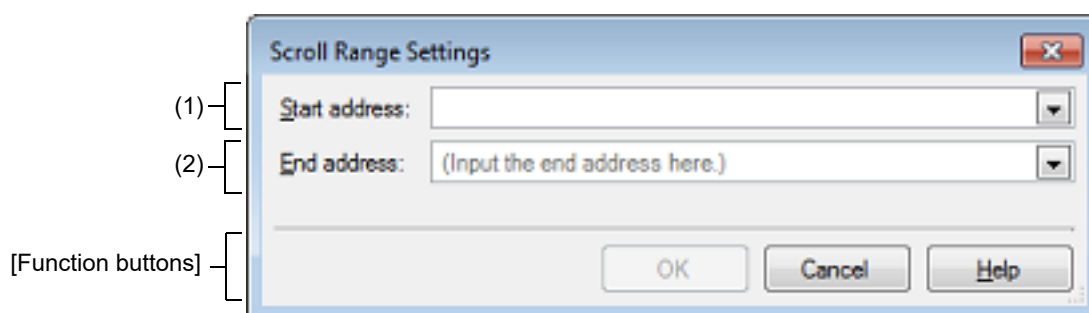 Scroll Range Settings
(1) Start address:
(2) End address: (Input the end address here.)
[Function buttons] OK Cancel Help